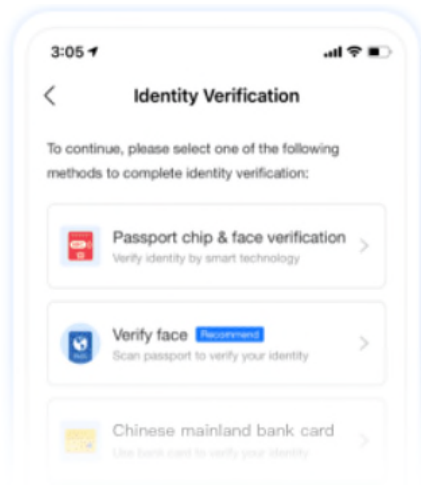 3:05
Identity Verification
To continue, please select one of the following
methods to complete identity verification:
Passport chip & face verification
Verify identity by smart technology
Verify face Recommend
Scan passport to verify your identity
Chinese mainland bank card
Use bank card to verify your identity